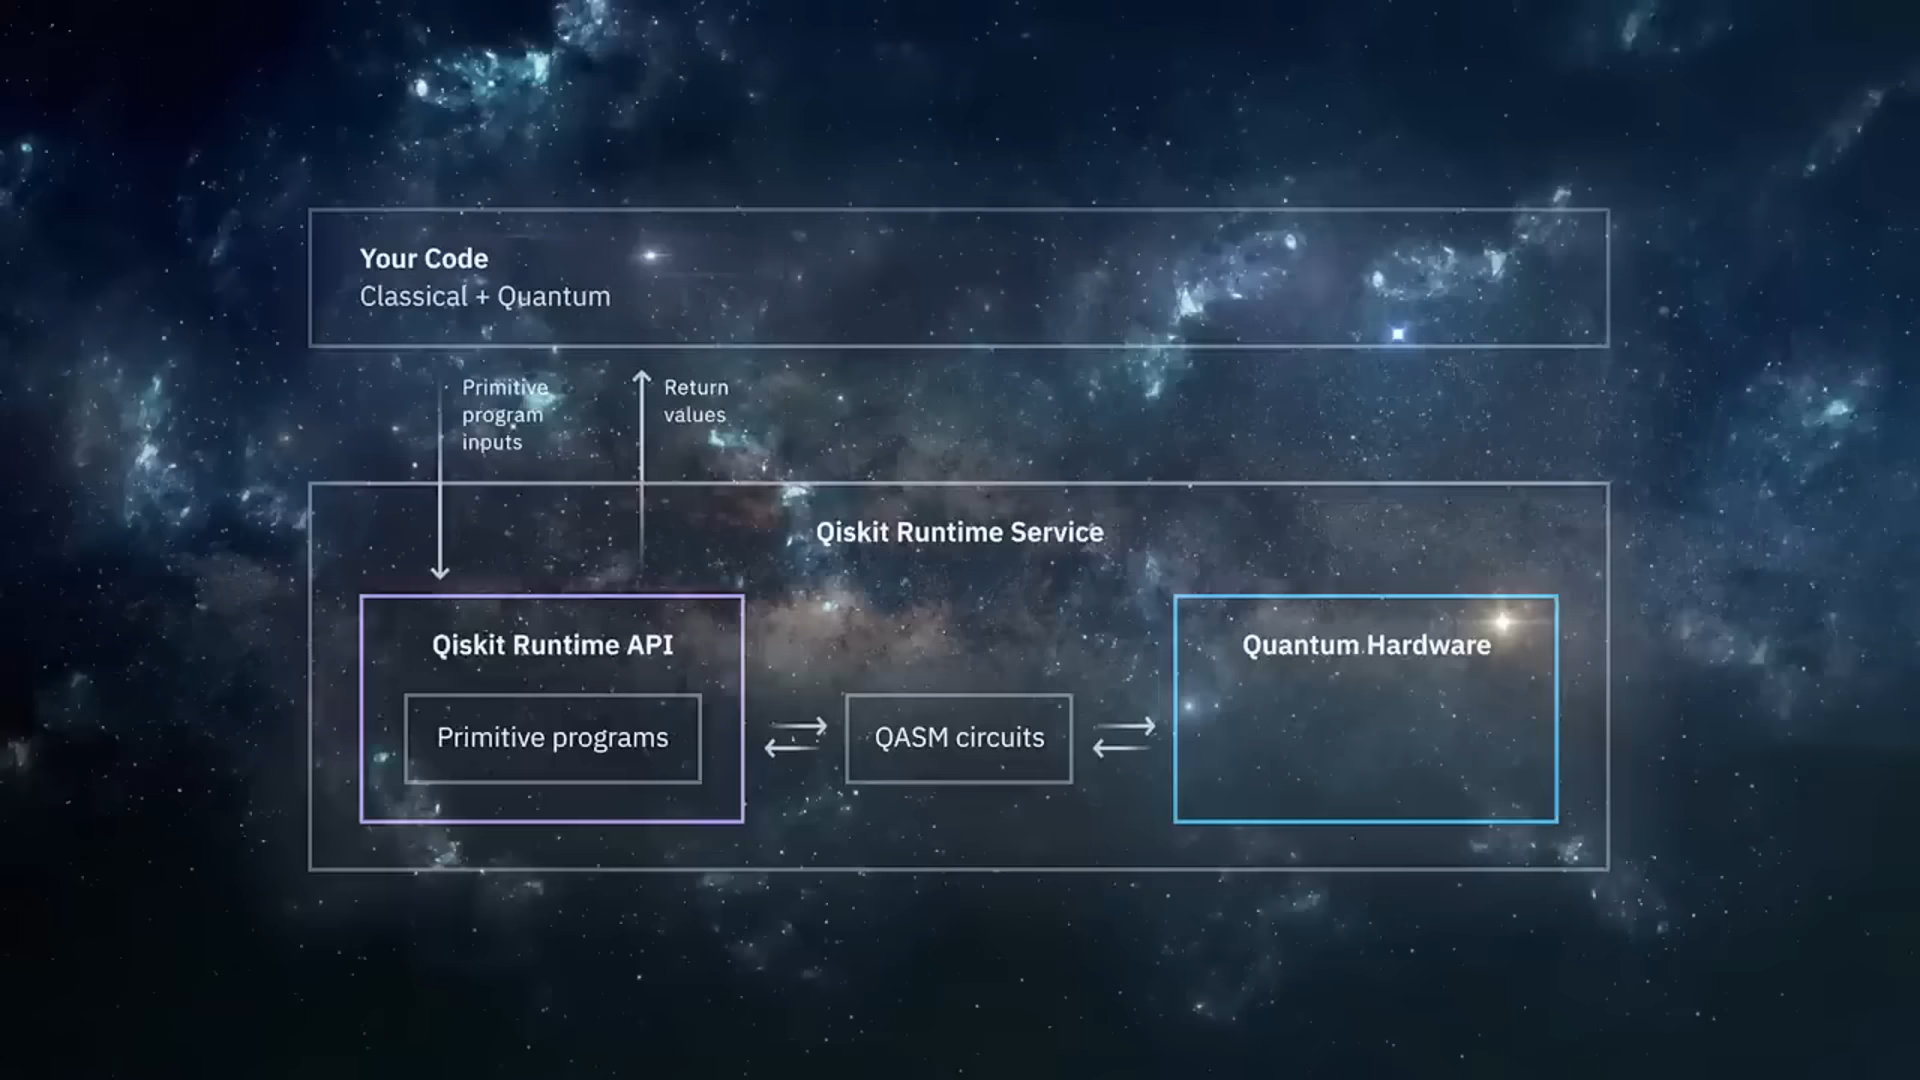 Your Code
Classical + Quantum
Primitive
program
inputs
Return
values
Qiskit Runtime Service
Qiskit Runtime API
Primitive programs
QASM circuits
Quantum Hardware